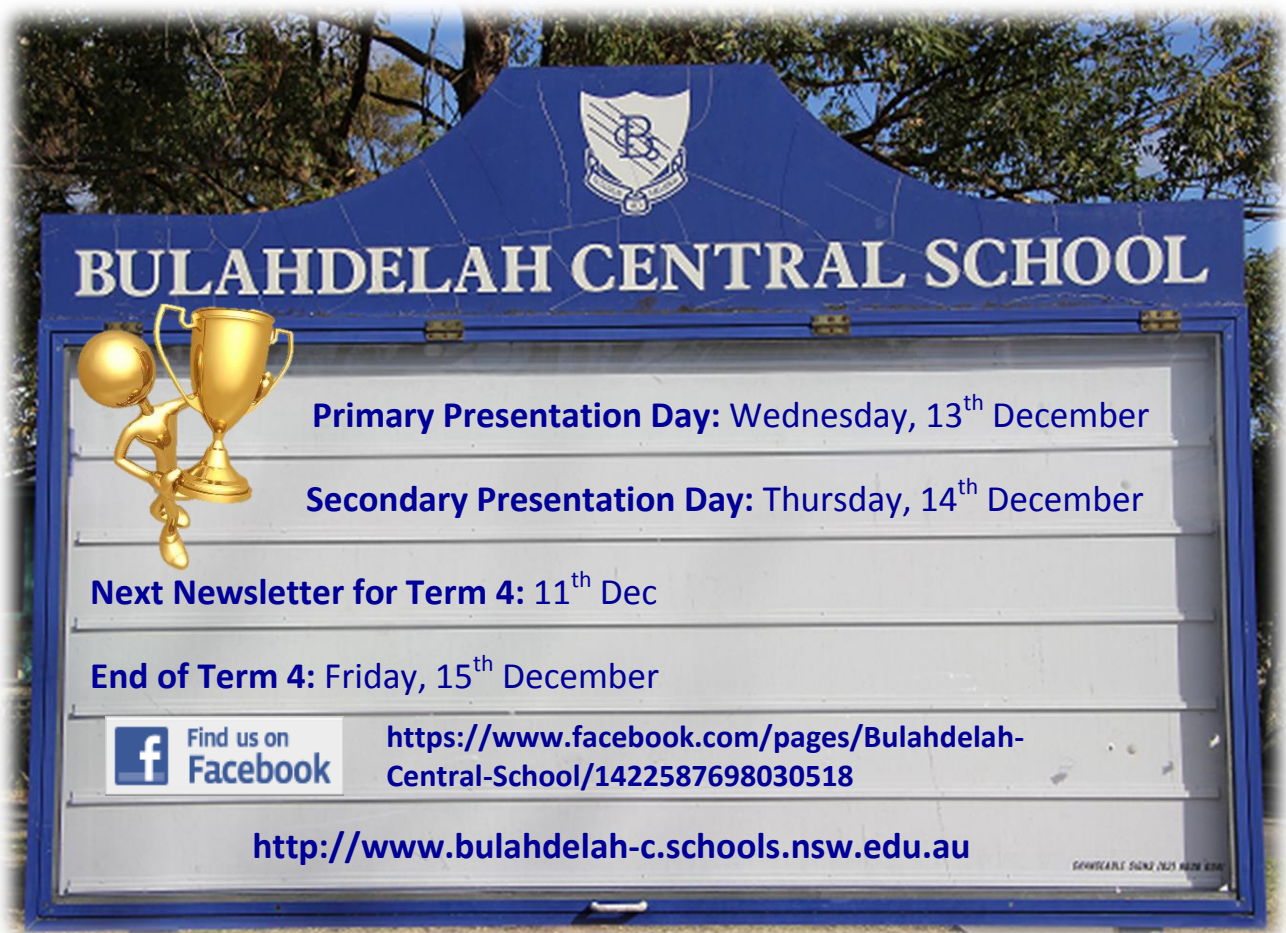 BULAHDELAH CENTRAL SCHOOL
Primary Presentation Day: Wednesday, 13th December
Secondary Presentation Day: Thursday, 14th December
Next Newsletter for Term 4: 11th Dec
End of Term 4: Friday, 15th December
Find us on
Facebook
https://www.facebook.com/pages/Bulahdelah-
Central-School/1422587698030518
http://www.bulahdelah-c.schools.nsw.edu.au